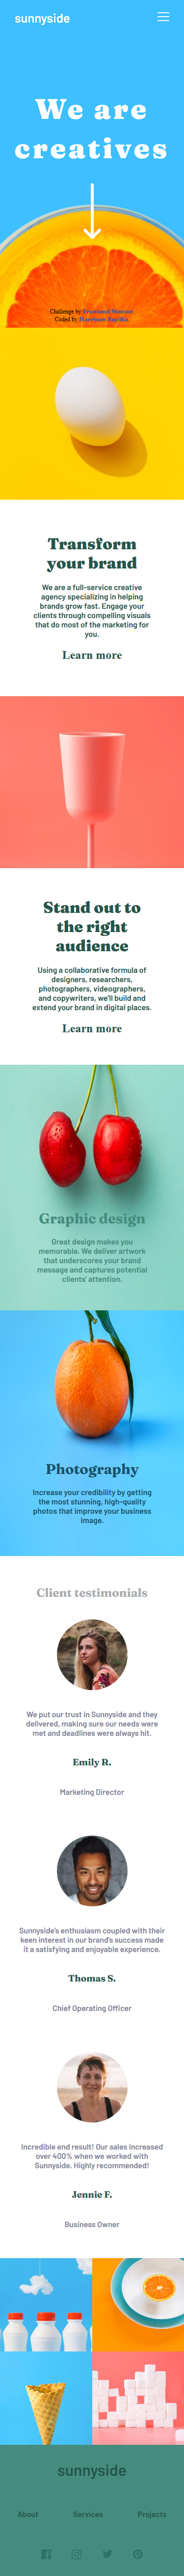 sunnyside
We are
creatives
Challenge by Frontend Mentor.
Coded by Harrison Anyika.
Transform
your brand
We are a full-service creative
agency specializing in helping
brands grow fast. Engage your
clients through compelling visuals
that do most of the marketing for
you.
Learn more
Stand out to
the right
audience
Using a collaborative formula of
designers, researchers,
photographers, videographers,
and copywriters, we'll build and
extend your brand in digital places.
Learn more
Graphic design
Great design makes you
memorable. We deliver artwork
that underscores your brand
message and captures potential
clients' attention.
Photography
Increase your credibility by getting
the most stunning, high-quality
photos that improve your business
image.
Client testimonials
We put our trust in Sunnyside and they
delivered, making sure our needs were
met and deadlines were always hit.
Emily R.
Marketing Director
Sunnyside's enthusiasm coupled with their
keen interest in our brand's success made
it a satisfying and enjoyable experience.
Thomas S.
Chief Operating Officer
Incredible end result! Our sales increased
over 400% when we worked with
Sunnyside. Highly recommended!
Jennie F.
Business Owner
sunnyside
About Services Projects